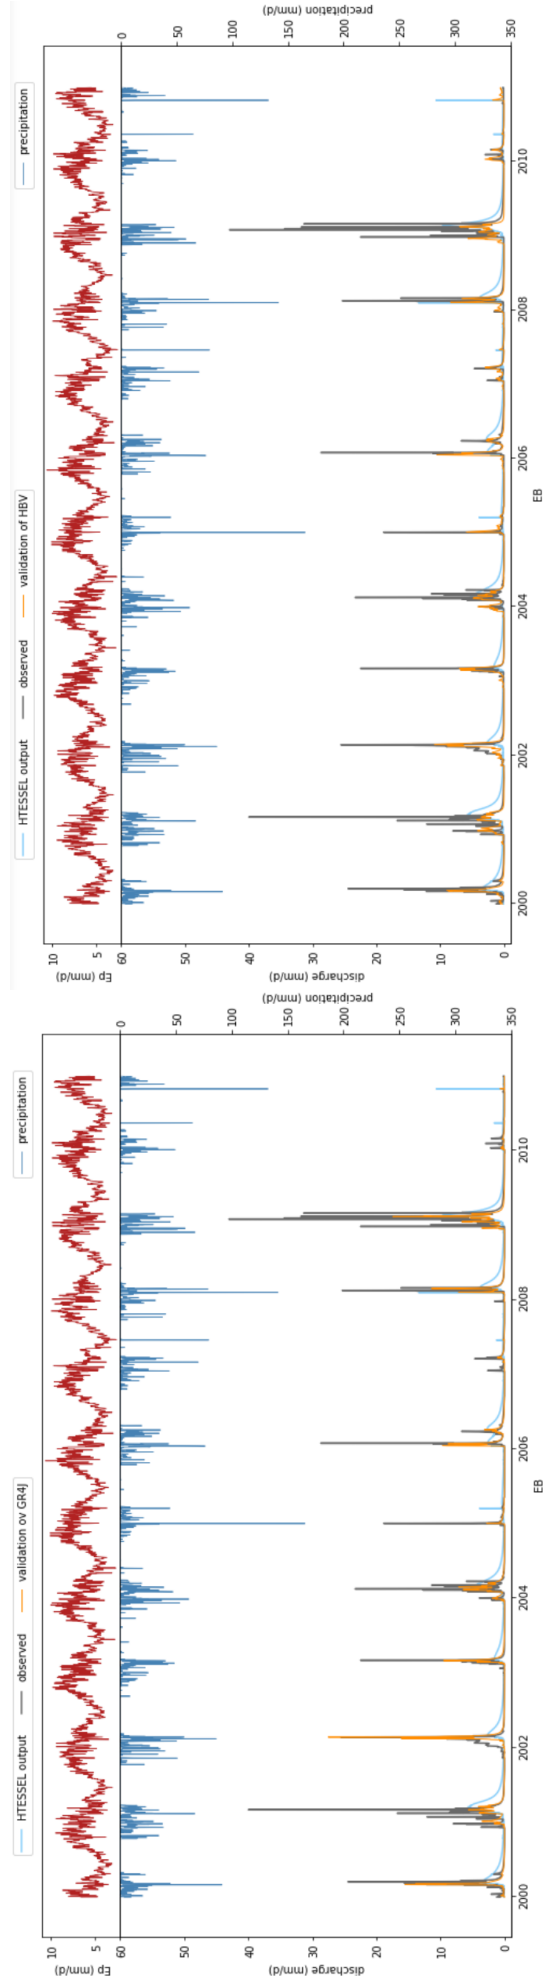 HTESSEL output observed validation ov GR4J precipitation
10
5
Ep (mm/d)
60
50
40
30
20
10
0
discharge (mm/d)
0
50
100
150
200
250
300
350
precipitation (mm/d)
2000 2002 2004 2006 2008 2010
EB
HTESSEL output observed validation of HBV precipitation
10
5
Ep (mm/d)
60
50
40
30
20
10
0
discharge (mm/d)
0
50
100
150
200
250
300
350
precipitation (mm/d)
2000 2002 2004 2006 2008 2010
EB